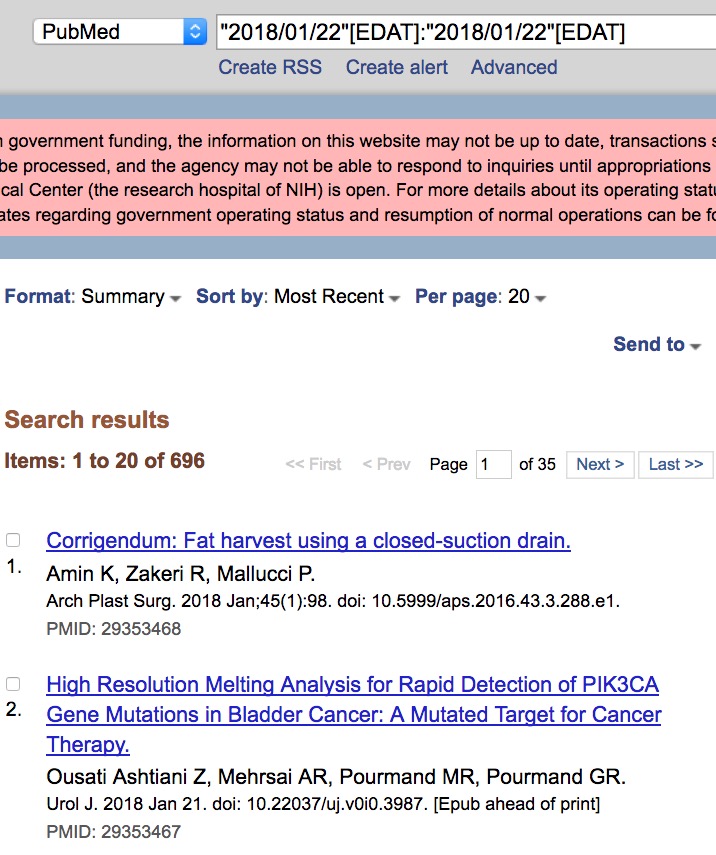 PubMed "2018/01/22"[EDAT]:"2018/01/22"[EDAT]
Create RSS Create alert Advanced
government funding, the information on this website may not be up to date, transactions
be processed, and the agency may not be able to respond to inquiries until appropriations
cal Center (the research hospital of NIH) is open. For more details about its operating
ates regarding government operating status and resumption of normal operations can be
Format: Summary Sort by: Most Recent Per page: 20
Send to
Search results
Items: 1 to 20 of 696 << First < Prev Page 1 of 35 Next > Last >>
Corrigendum: Fat harvest using a closed-suction drain.
1. Amin K, Zakeri R, Mallucci P.
Arch Plast Surg. 2018 Jan;45(1):98. doi: 10.5999/aps.2016.43.3.288.e1.
PMID: 29353468
High Resolution Melting Analysis for Rapid Detection of PIK3CA
2. Gene Mutations in Bladder Cancer: A Mutated Target for Cancer
Therapy.
Ousati Ashtiani Z, Mehrsai AR, Pourmand MR, Pourmand GR.
Urol J. 2018 Jan 21. doi: 10.22037/uj.v0i0.3987. [Epub ahead of print]
PMID: 29353467